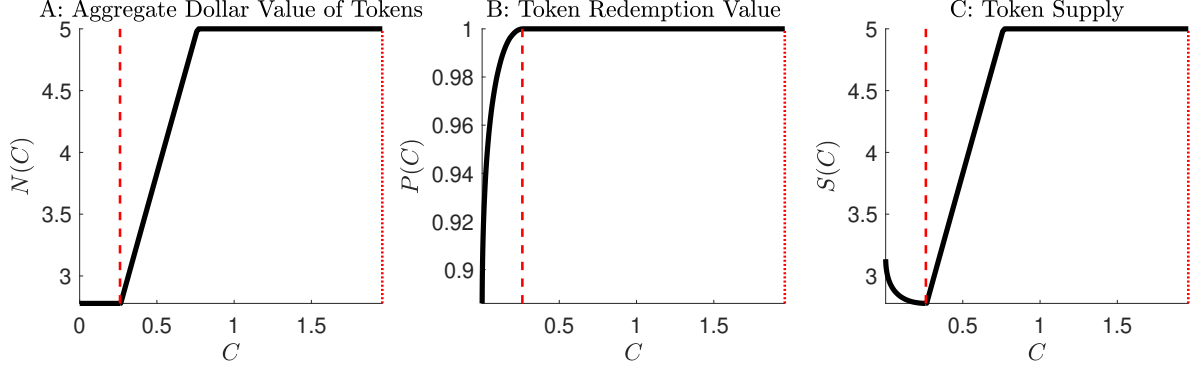 A: Aggregate Dollar Value of Tokens
5
4.5
4
3.5
3
N(C)
0
0.5
1
1.5
C
B: Token Redemption Value
1
0.98
0.96
0.94
0.92
0.9
P(C)
0.5
1
1.5
C
C: Token Supply
5
4.5
4
3.5
3
S(C)
0.5
1
1.5
C